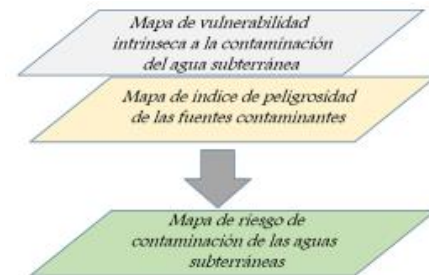 Mapa de vulnerabilidad
intrínseca a la contaminación
del agua subterránea
Mapa de indice de peligrosidad
de las fuentes contaminantes
Mapa de riesgo de
contaminación de las aguas
subterráneas